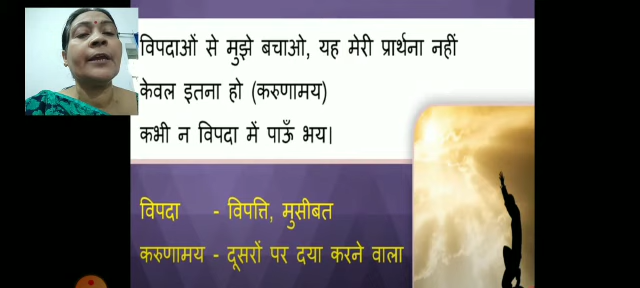 विपदाओं से मुझे बचाओ, यह मेरी प्रार्थना नहीं
केवल इतना हो (करुणामय)
कभी न विपदा में पाऊँ भय।
विपदा - विपत्ति, मुसीबत
करुणामय - दूसरों पर दया करने वाला